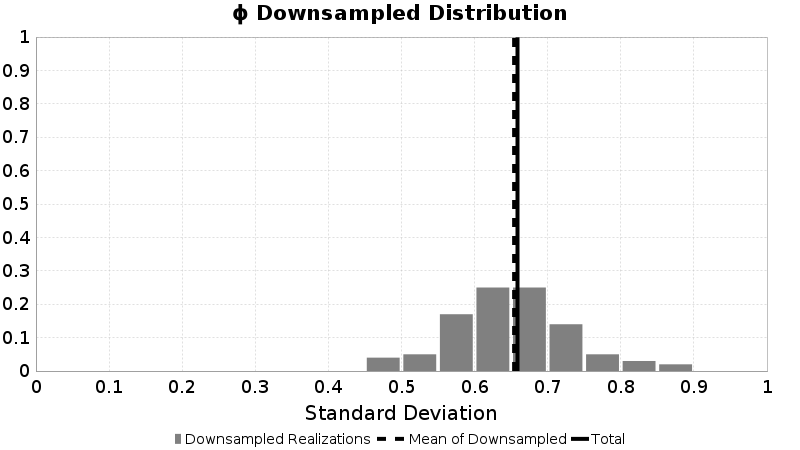 ϕ Downsampled Distribution
1
0.9
0.8
0.7
0.6
0.5
0.4
0.3
0.2
0.1
0
0 0.1 0.2 0.3 0.4 0.5 0.6 0.7 0.8 0.9 1
Standard Deviation
Downsampled Realizations Mean of Downsampled Total